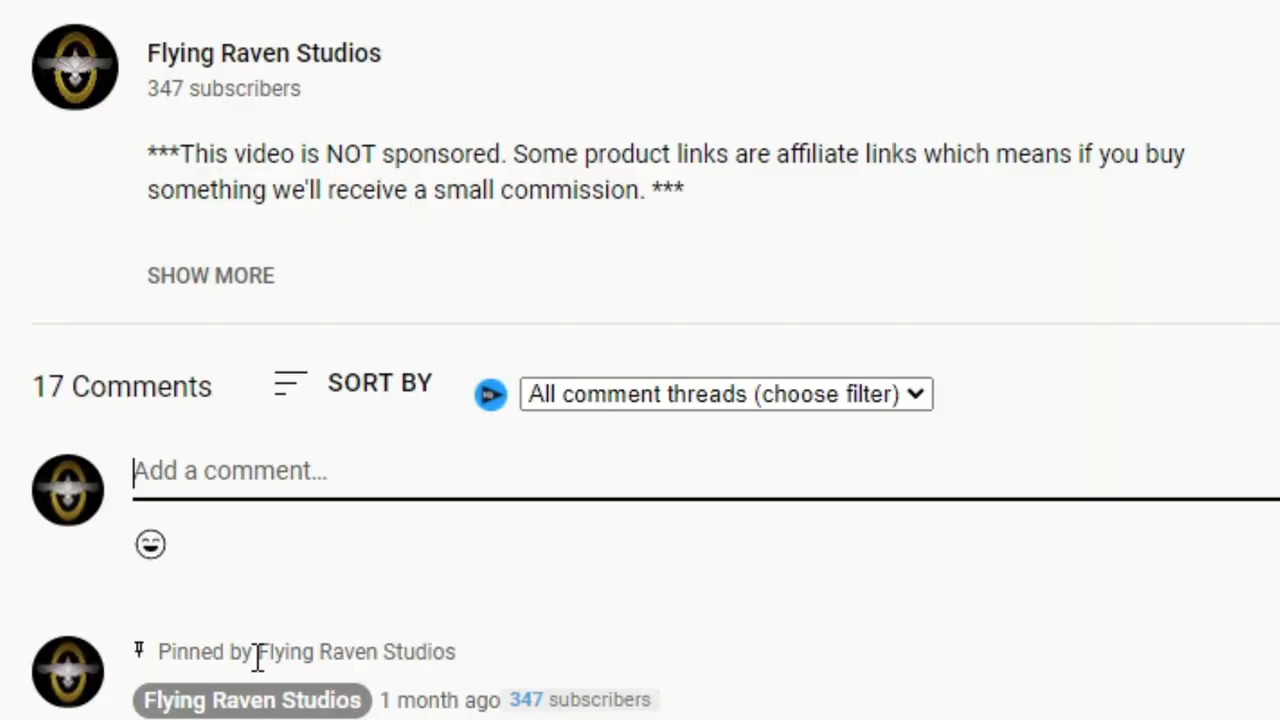 Flying Raven Studios
347 subscribers
***This video is NOT sponsored. Some product links are affiliate links which means if you buy
something we'll receive a small commission. ***
SHOW MORE
17 Comments SORT BY All comment threads (choose filter)
Add a comment...
Pinned by Flying Raven Studios
Flying Raven Studios 1 month ago 347 subscribers